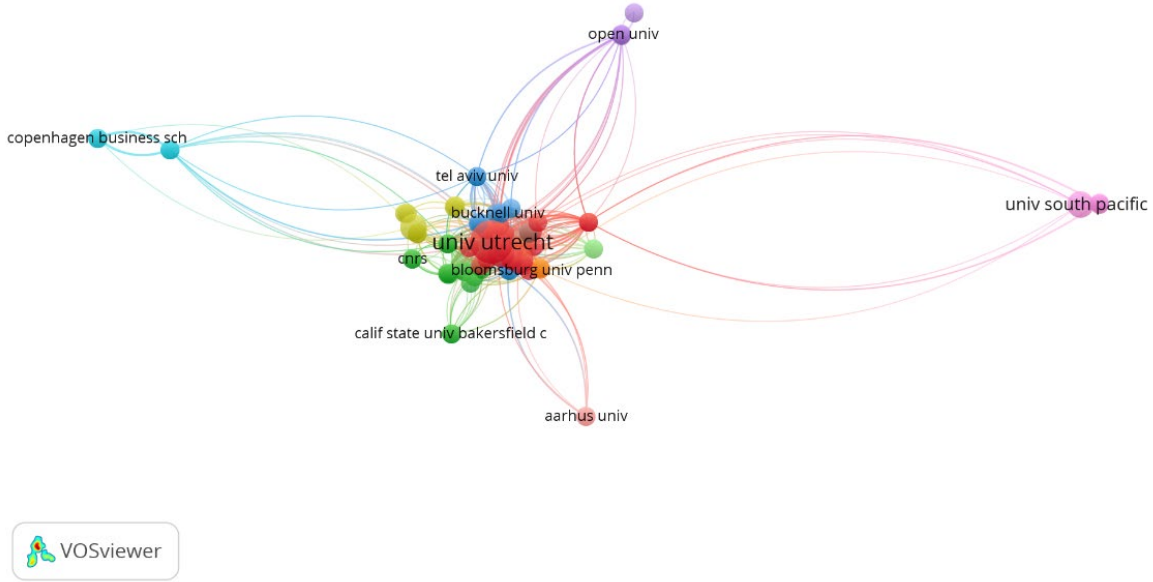 open univ
copenhagen business sch
tel aviv univ
univ south pacific
bucknell univ
univ utrecht
cnrs
bloomsburg univ penn
calif state univ bakersfield c
aarhus univ
VOSviewer